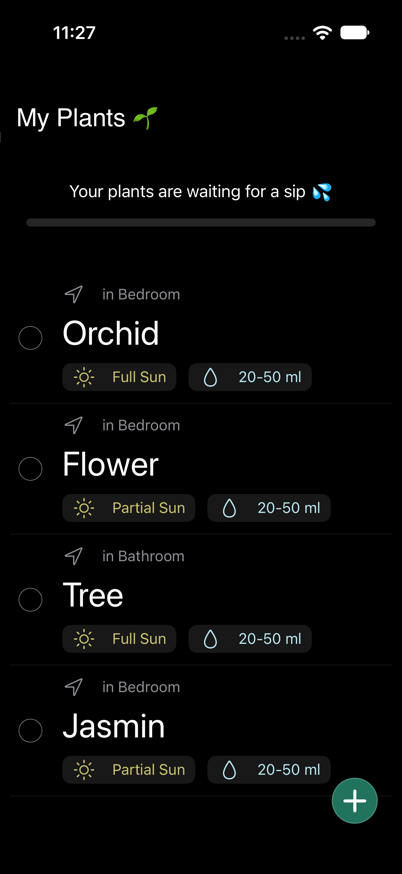 11:27
My Plants 🌱
Your plants are waiting for a sip 💦
in Bedroom
Orchid
Full Sun
20-50 ml
in Bedroom
Flower
Partial Sun
20-50 ml
in Bathroom
Tree
Full Sun
20-50 ml
in Bedroom
Jasmin
Partial Sun
20-50 ml